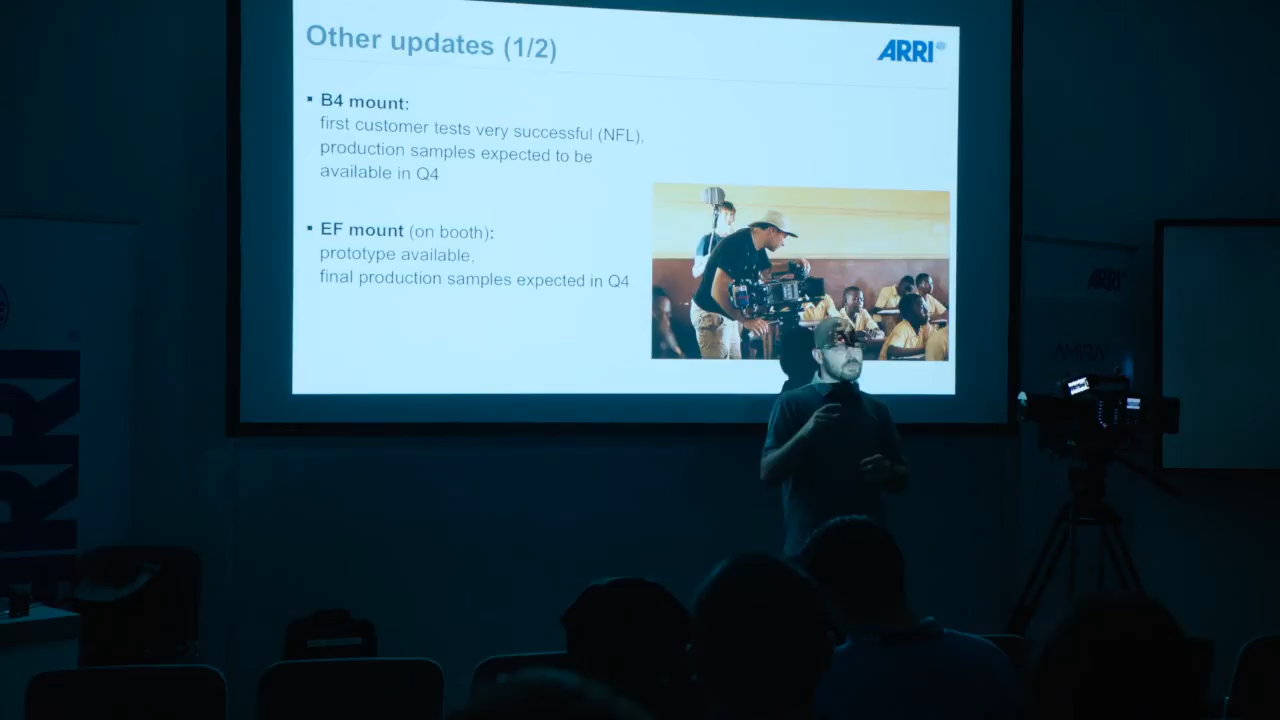 Other updates (1/2)
ARRI
▪ B4 mount:
first customer tests very successful (NFL),
production samples expected to be
available in Q4
▪ EF mount (on booth):
prototype available,
final production samples expected in Q4
ARRI
AMIRA
ARRI